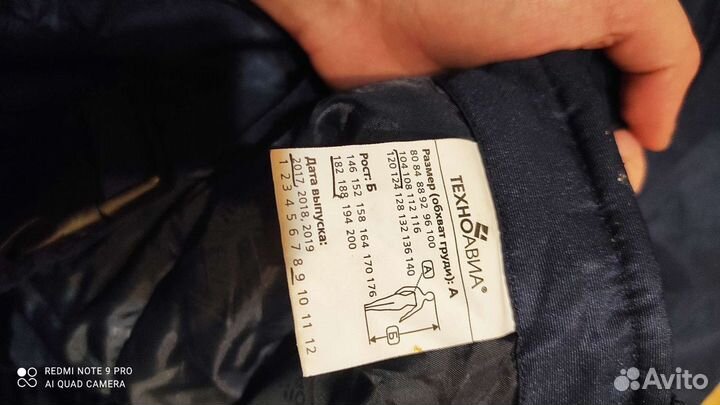 ТЕХНОАВИА®
Размер (обхват груди): А
80 84 88 92 96 100
104 108 112 116
120 124 128 132 136 140
А
Рост: Б
146 152 158 164 170 176
182 188 194 200
Б
Дата выпуска:
2017, 2018, 2019
1 2 3 4 5 6 7 8 9 10 11 12
REDMI NOTE 9 PRO
AI QUAD CAMERA
Avito